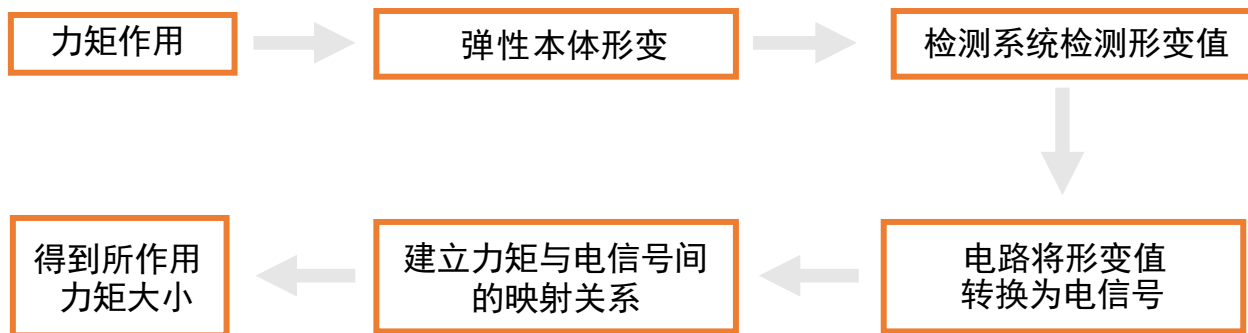 力矩作用
弹性本体形变
检测系统检测形变值
电路将形变值
转换为电信号
建立力矩与电信号间
的映射关系
得到所作用
力矩大小